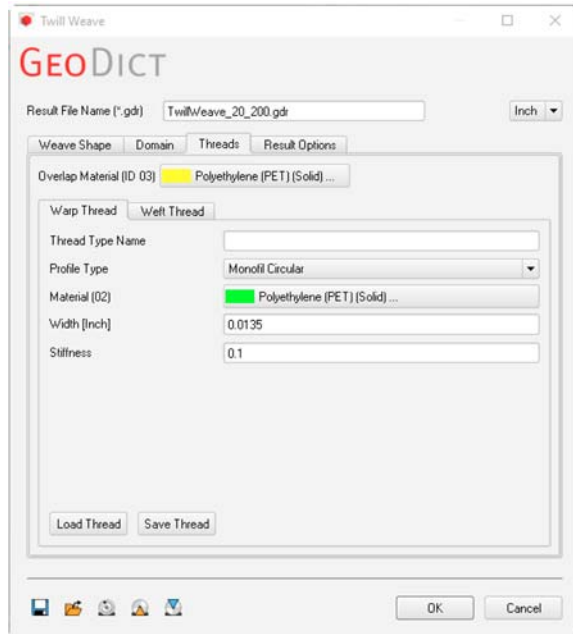 Twill Weave
GEODICT
Result File Name (*.gdr) TwillWeave_20_200.gdr Inch
Weave Shape Domain Threads Result Options
Overlap Material (ID 03) Polyethylene (PET) (Solid) ...
Warp Thread Weft Thread
Thread Type Name
Profile Type Monofil Circular
Material (02) Polyethylene (PET) (Solid) ...
Width [Inch] 0.0135
Stiffness 0.1
Load Thread Save Thread
OK Cancel